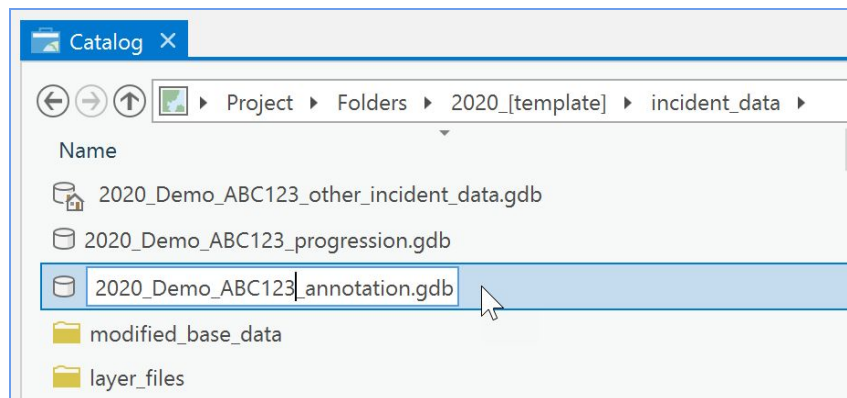 Catalog
Project Folders 2020_[template] incident_data
Name
2020_Demo_ABC123_other_incident_data.gdb
2020_Demo_ABC123_progression.gdb
2020_Demo_ABC123_annotation.gdb
modified_base_data
layer_files